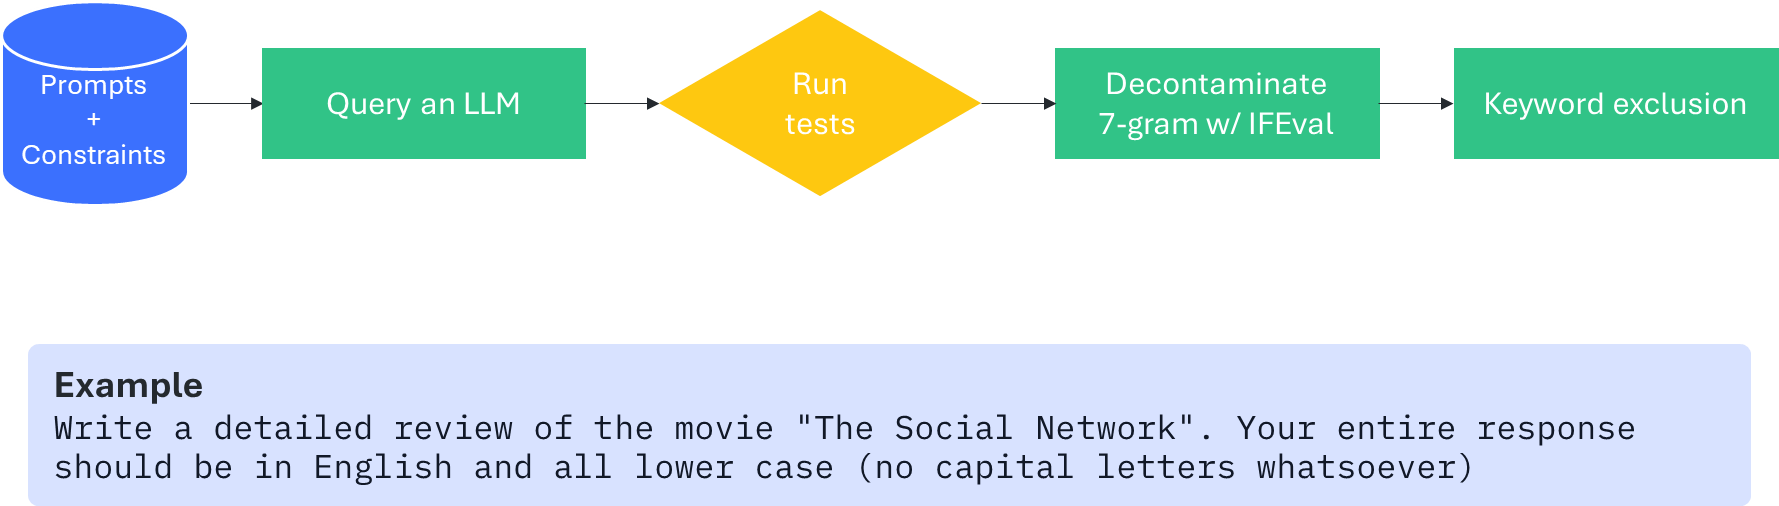 Prompts
+
Constraints
Query an LLM
Run
tests
Decontaminate
7-gram w/ IFEval
Keyword exclusion
Example
Write a detailed review of the movie "The Social Network". Your entire response
should be in English and all lower case (no capital letters whatsoever)